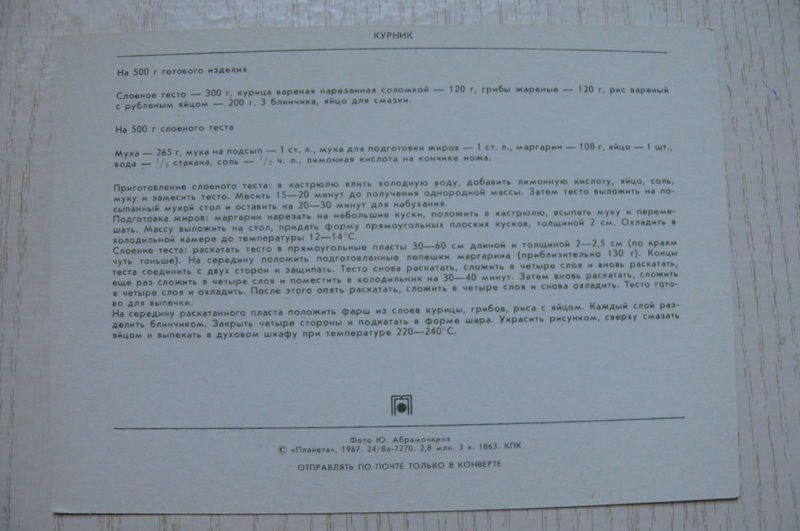 КУРНИК
На 500 г готового изделия
Слоеное тесто — 300 г, курица вареная нарезанная соломкой — 120 г, грибы жареные — 120 г, рис вареный
с рубленым яйцом — 200 г, 3 блинчика, яйцо для смазки.
На 500 г слоеного теста
Мука — 265 г, мука на подсып — 1 ст. л., мука для подготовки жиров — 1 ст. л., маргарин — 108 г, яйцо — 1 шт.,
вода — 1/2 стакана, соль — 1/2 ч. л., лимонная кислота на кончике ножа.
Приготовление слоеного теста: в кастрюлю влить холодную воду, добавить лимонную кислоту, яйцо, соль,
муку и замесить тесто. Месить 15—20 минут до получения однородной массы. Затем тесто выложить на по-
сыпанный мукой стол и оставить на 20—30 минут для набухания.
Подготовка жиров: маргарин нарезать на небольшие куски, положить в кастрюлю, всыпать муку и переме-
шать. Массу выложить на стол, придать форму прямоугольных плоских кусков, толщиной 2 см. Охладить в
холодильной камере до температуры 12—14°С.
Слоение теста: раскатать тесто в прямоугольные пласты 30—60 см длиной и толщиной 2—2,5 см (по краям
чуть тоньше). На середину положить подготовленные лепешки маргарина (приблизительно 130 г). Концы
теста соединить с двух сторон и защипать. Тесто снова раскатать, сложить в четыре слоя и вновь раскатать,
еще раз сложить в четыре слоя и поместить в холодильник на 30—40 минут. Затем вновь раскатать, сложить
в четыре слоя и охладить. После этого опять раскатать, сложить в четыре слоя и снова охладить. Тесто гото-
во для выпечки.
На середину раскатанного пласта положить фарш из слоев курицы, грибов, риса с яйцом. Каждый слой раз-
делить блинчиком. Закрыть четыре стороны и подкатать в форме шара. Украсить рисунком, сверху смазать
яйцом и выпекать в духовом шкафу при температуре 220—240°С.
Фото Ю. Абрамочкина
© «Планета», 1987. 24/8а-7270. 2,8 млн. 3 к. 1863. КПК
ОТПРАВЛЯТЬ ПО ПОЧТЕ ТОЛЬКО В КОНВЕРТЕ